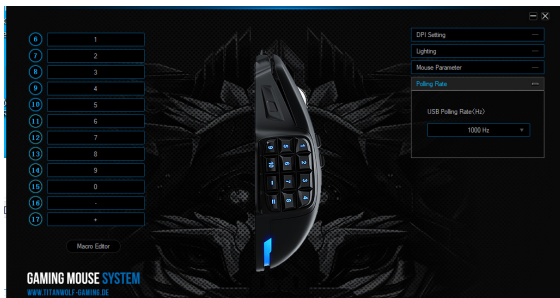 DPI Setting
Lighting
Mouse Parameter
Polling Rate
USB Polling Rate(Hz)
1000 Hz
6 1
7 2
8 3
9 4
10 5
11 6
12 7
13 8
14 9
15 0
16 -
17 +
Macro Editor
GAMING MOUSE SYSTEM
WWW.TITANWOLF-GAMING.DE